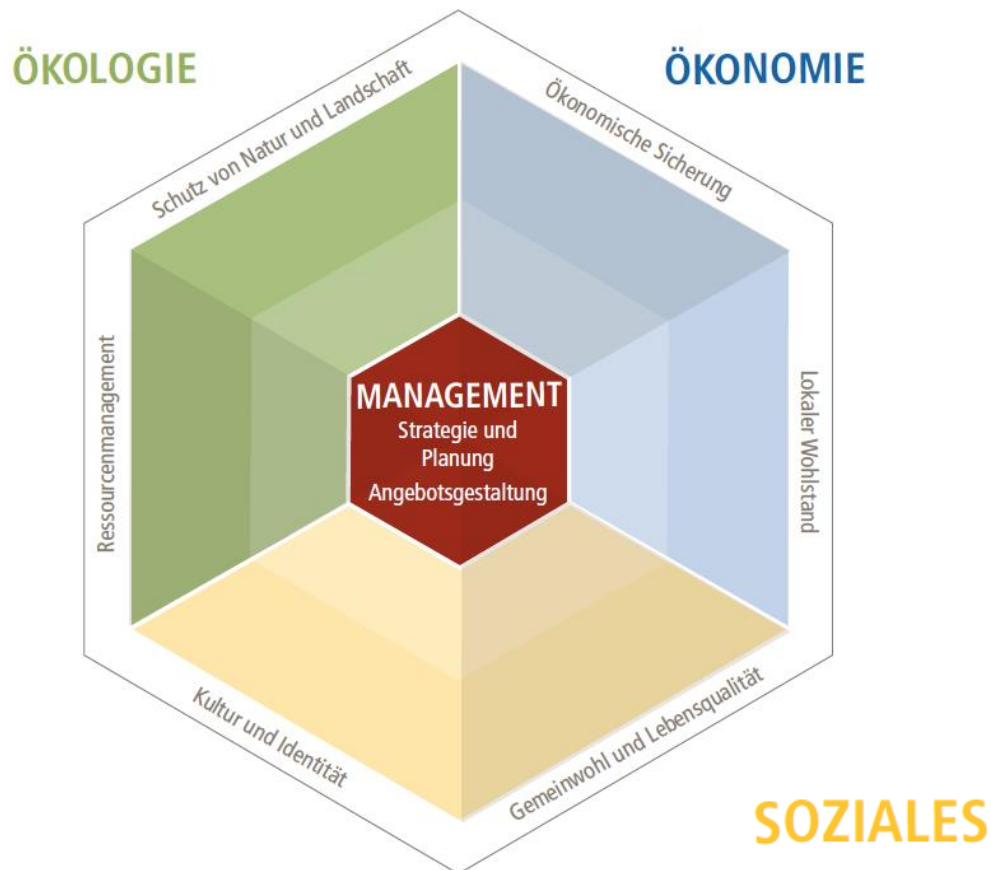 ÖKOLOGIE
ÖKONOMIE
Schutz von Natur und Landschaft
Ökonomische Sicherung
Ressourcenmanagement
MANAGEMENT
Strategie und
Planung
Angebotsgestaltung
Lokaler Wohlstand
Kultur und Identität
Gemeinwohl und Lebensqualität
SOZIALES